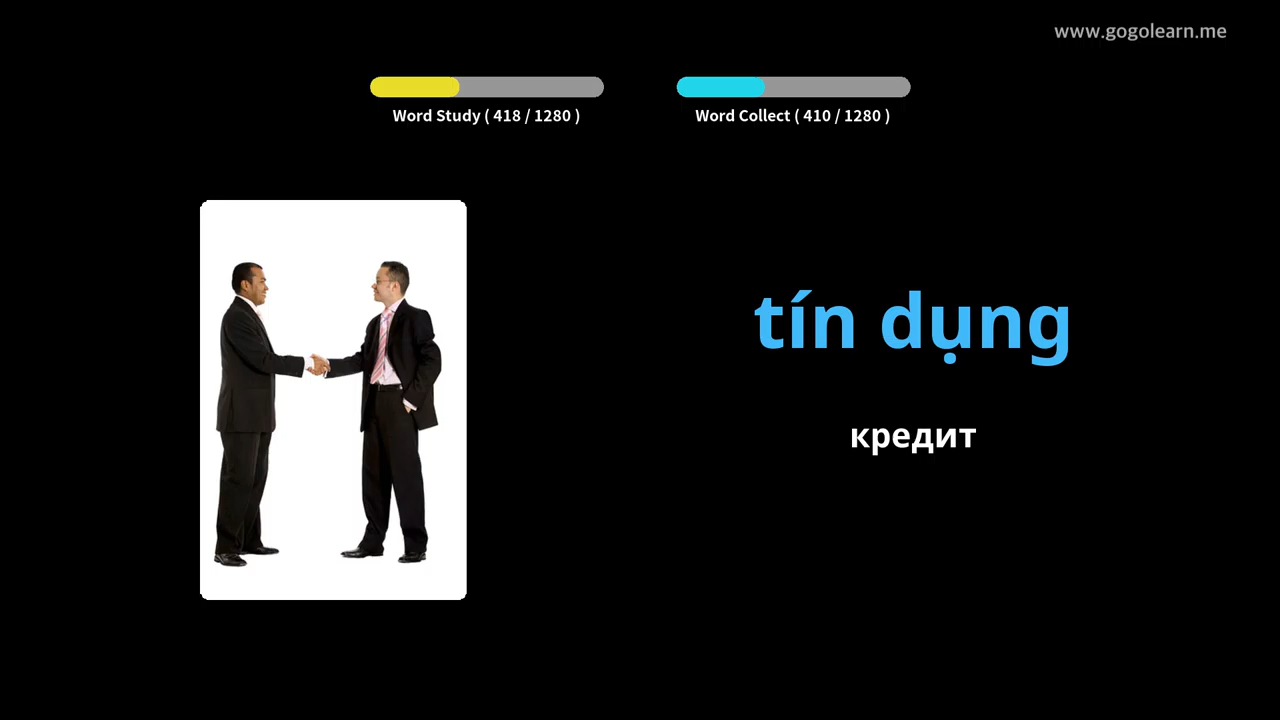 www.gogolearn.me
Word Study ( 418 / 1280 )
Word Collect ( 410 / 1280 )
tín dụng
кредит